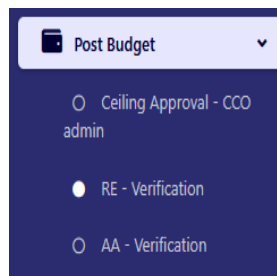 Post Budget
Ceiling Approval - CCO
admin
RE - Verification
AA - Verification